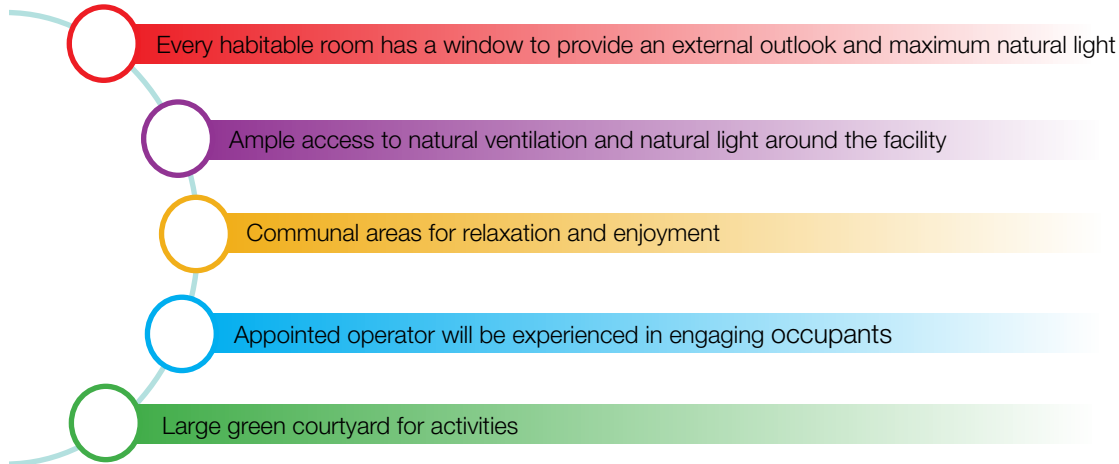 Every habitable room has a window to provide an external outlook and maximum natural light
Ample access to natural ventilation and natural light around the facility
Communal areas for relaxation and enjoyment
Appointed operator will be experienced in engaging occupants
Large green courtyard for activities